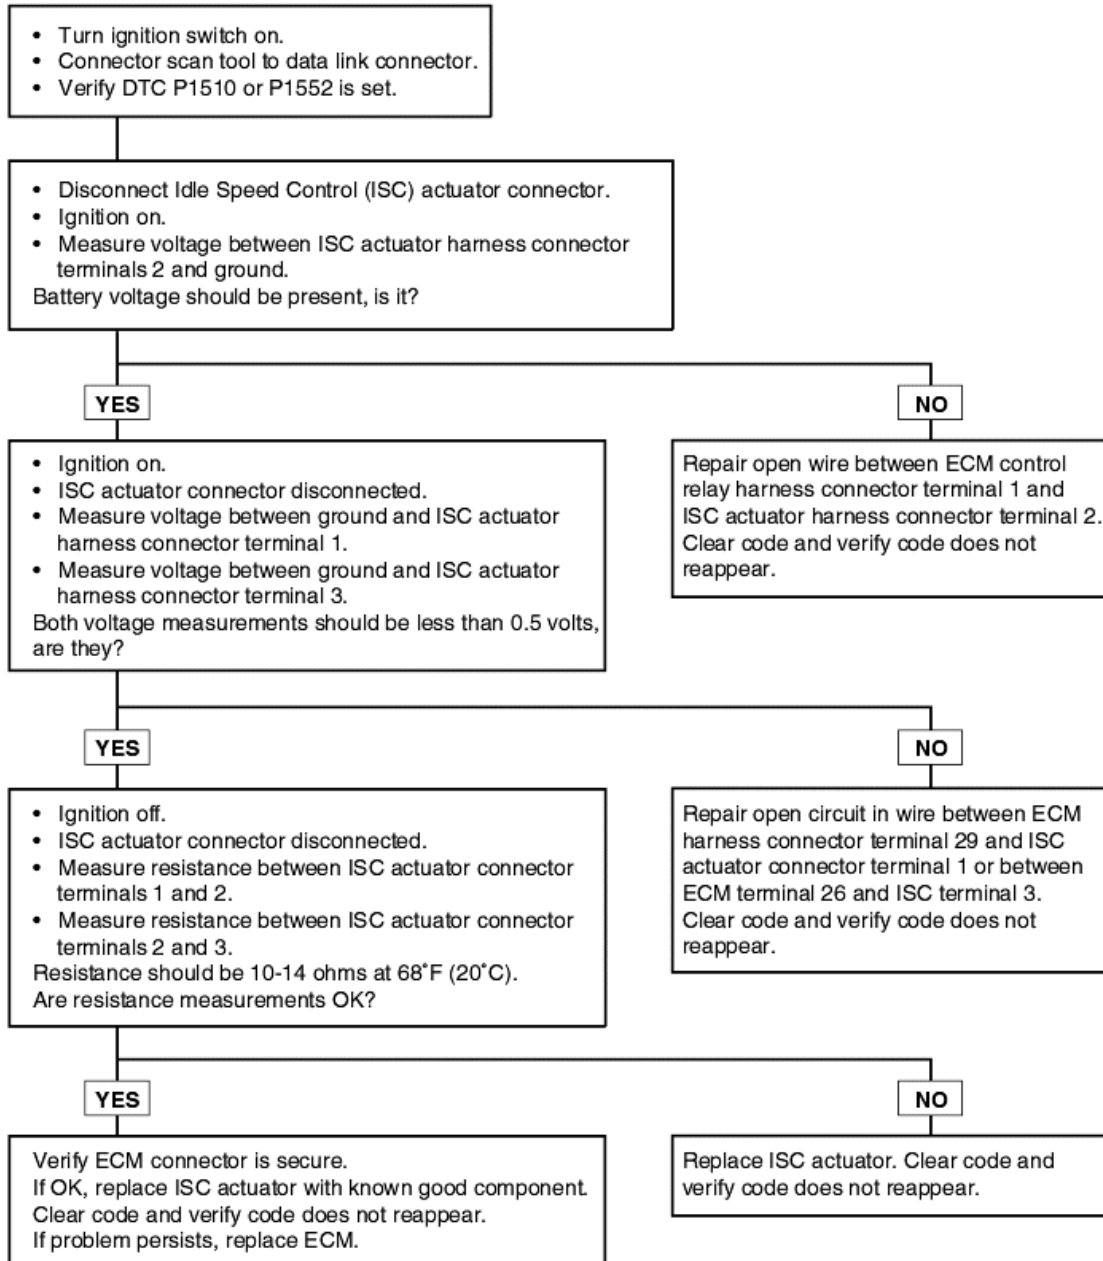 • Turn ignition switch on.
• Connector scan tool to data link connector.
• Verify DTC P1510 or P1552 is set.
• Disconnect Idle Speed Control (ISC) actuator connector.
• Ignition on.
• Measure voltage between ISC actuator harness connector
terminals 2 and ground.
Battery voltage should be present, is it?
YES
NO
• Ignition on.
• ISC actuator connector disconnected.
• Measure voltage between ground and ISC actuator
harness connector terminal 1.
• Measure voltage between ground and ISC actuator
harness connector terminal 3.
Both voltage measurements should be less than 0.5 volts,
are they?
Repair open wire between ECM control
relay harness connector terminal 1 and
ISC actuator harness connector terminal 2.
Clear code and verify code does not
reappear.
YES
NO
• Ignition off.
• ISC actuator connector disconnected.
• Measure resistance between ISC actuator connector
terminals 1 and 2.
• Measure resistance between ISC actuator connector
terminals 2 and 3.
Resistance should be 10-14 ohms at 68˚F (20˚C).
Are resistance measurements OK?
Repair open circuit in wire between ECM
harness connector terminal 29 and ISC
actuator connector terminal 1 or between
ECM terminal 26 and ISC terminal 3.
Clear code and verify code does not
reappear.
YES
NO
Verify ECM connector is secure.
If OK, replace ISC actuator with known good component.
Clear code and verify code does not reappear.
If problem persists, replace ECM.
Replace ISC actuator. Clear code and
verify code does not reappear.